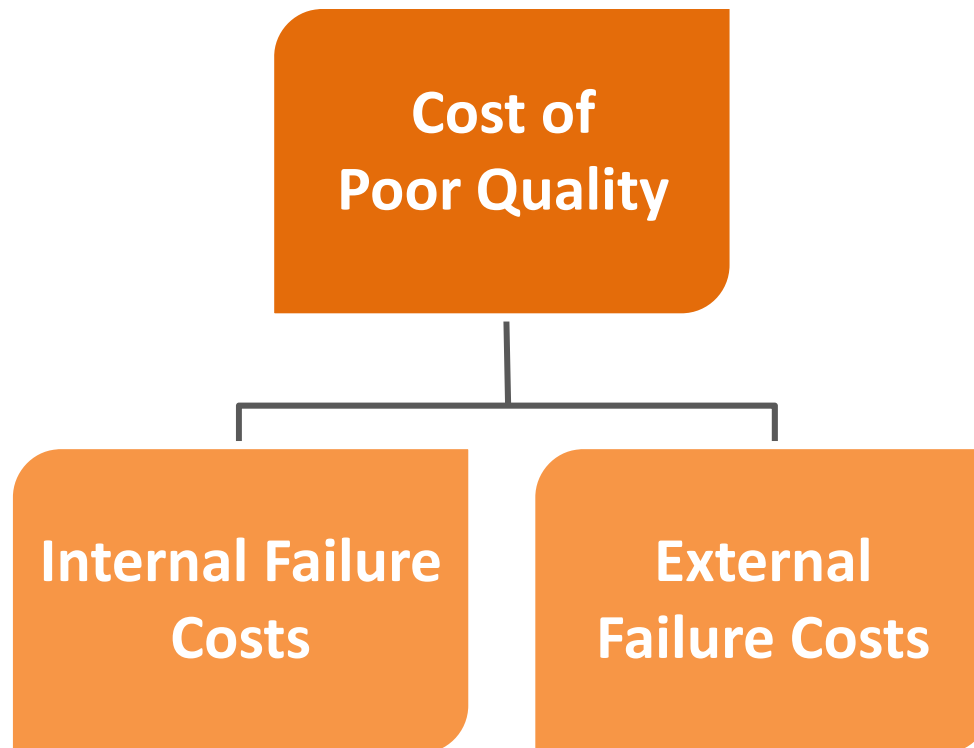 Cost of
Poor Quality
Internal Failure
Costs
External
Failure Costs